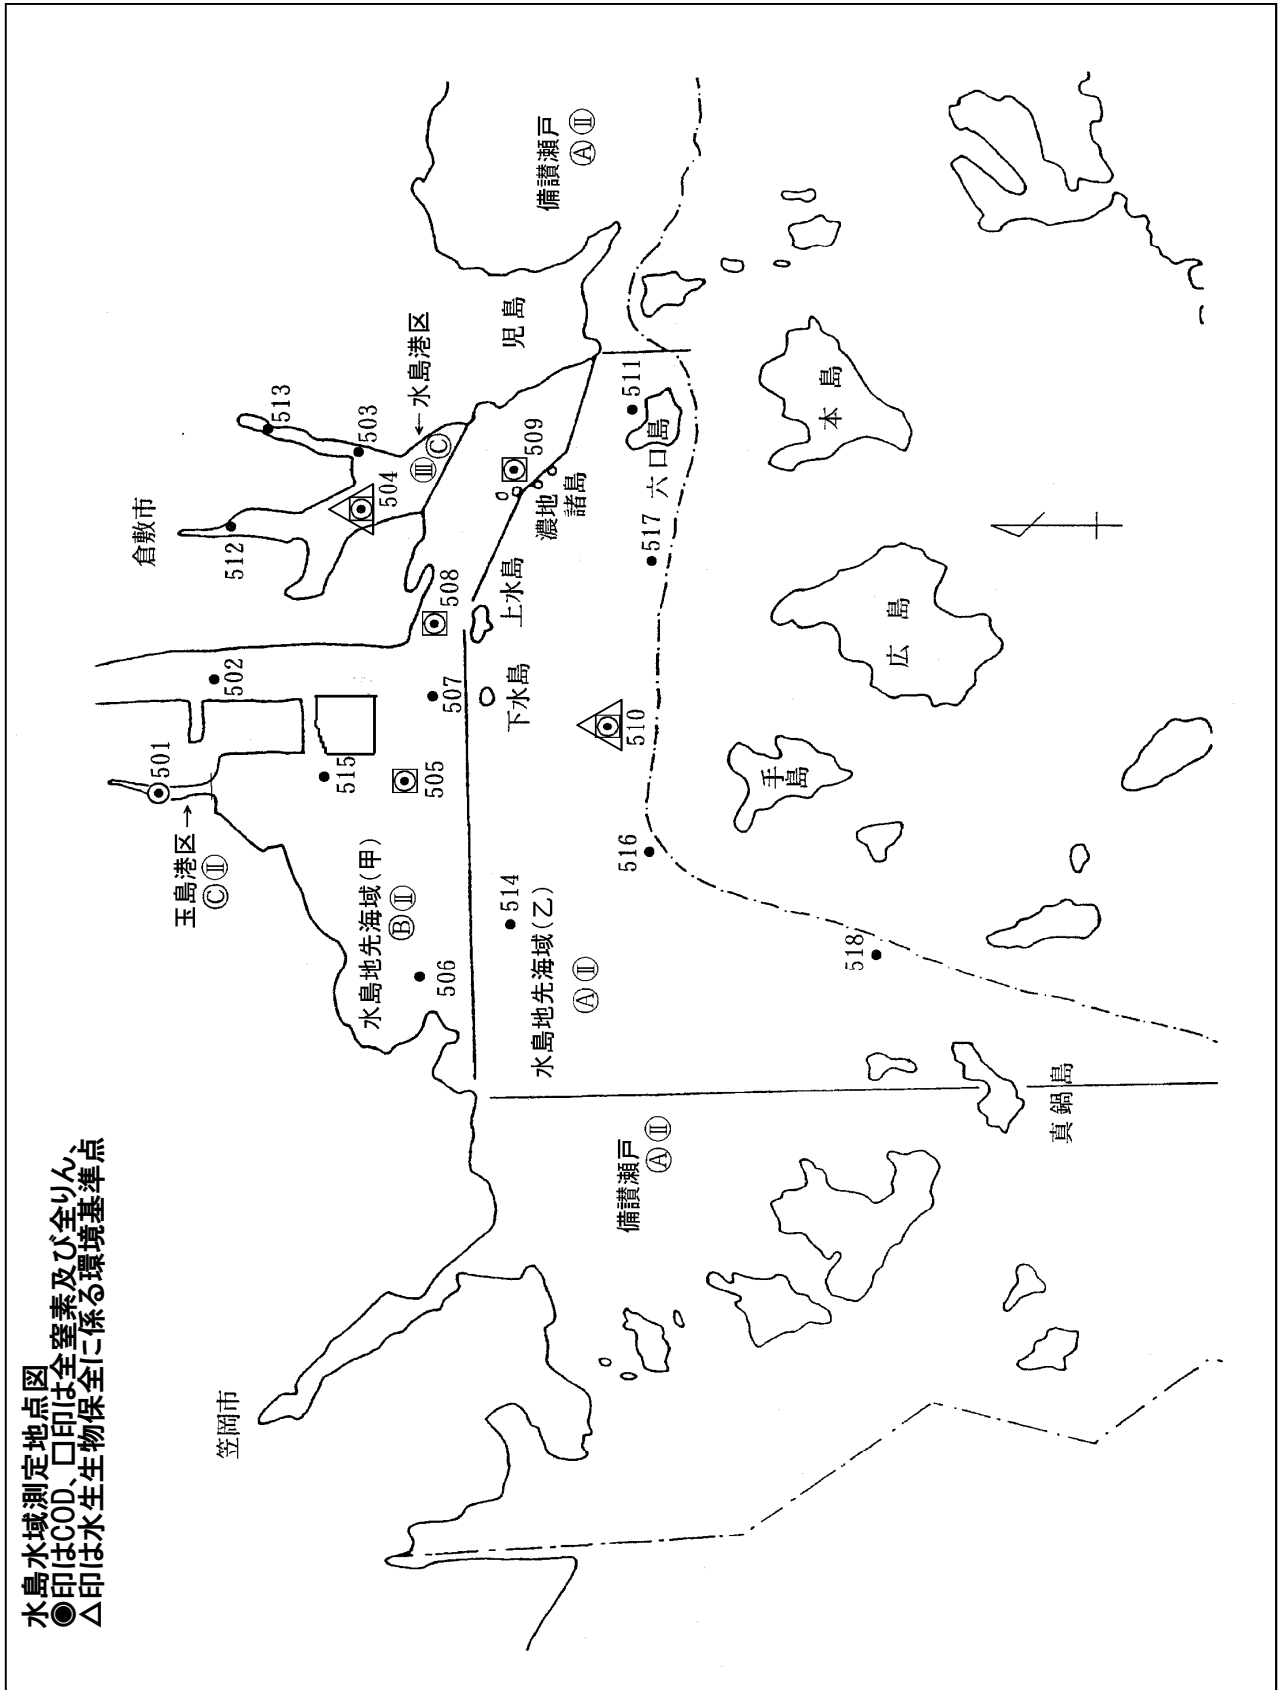 水島水域測定地点図
◉印はCOD、□印は全窒素及び全りん、
△印は水生生物保全に係る環境基準点
笠岡市
倉敷市
児島
備讃瀬戸
Ⓐ Ⅱ
玉島港区→
Ⓒ Ⅱ
←水島港区
Ⅲ Ⓒ
水島地先海域(甲)
Ⓑ Ⅱ
水島地先海域(乙)
Ⓐ Ⅱ
備讃瀬戸
Ⓐ Ⅱ
上水島
下水島
濃地
諸島
六口島
本島
広島
手島
真鍋島
501
502
503
504
505
506
507
508
509
510
511
512
513
514
515
516
517
518